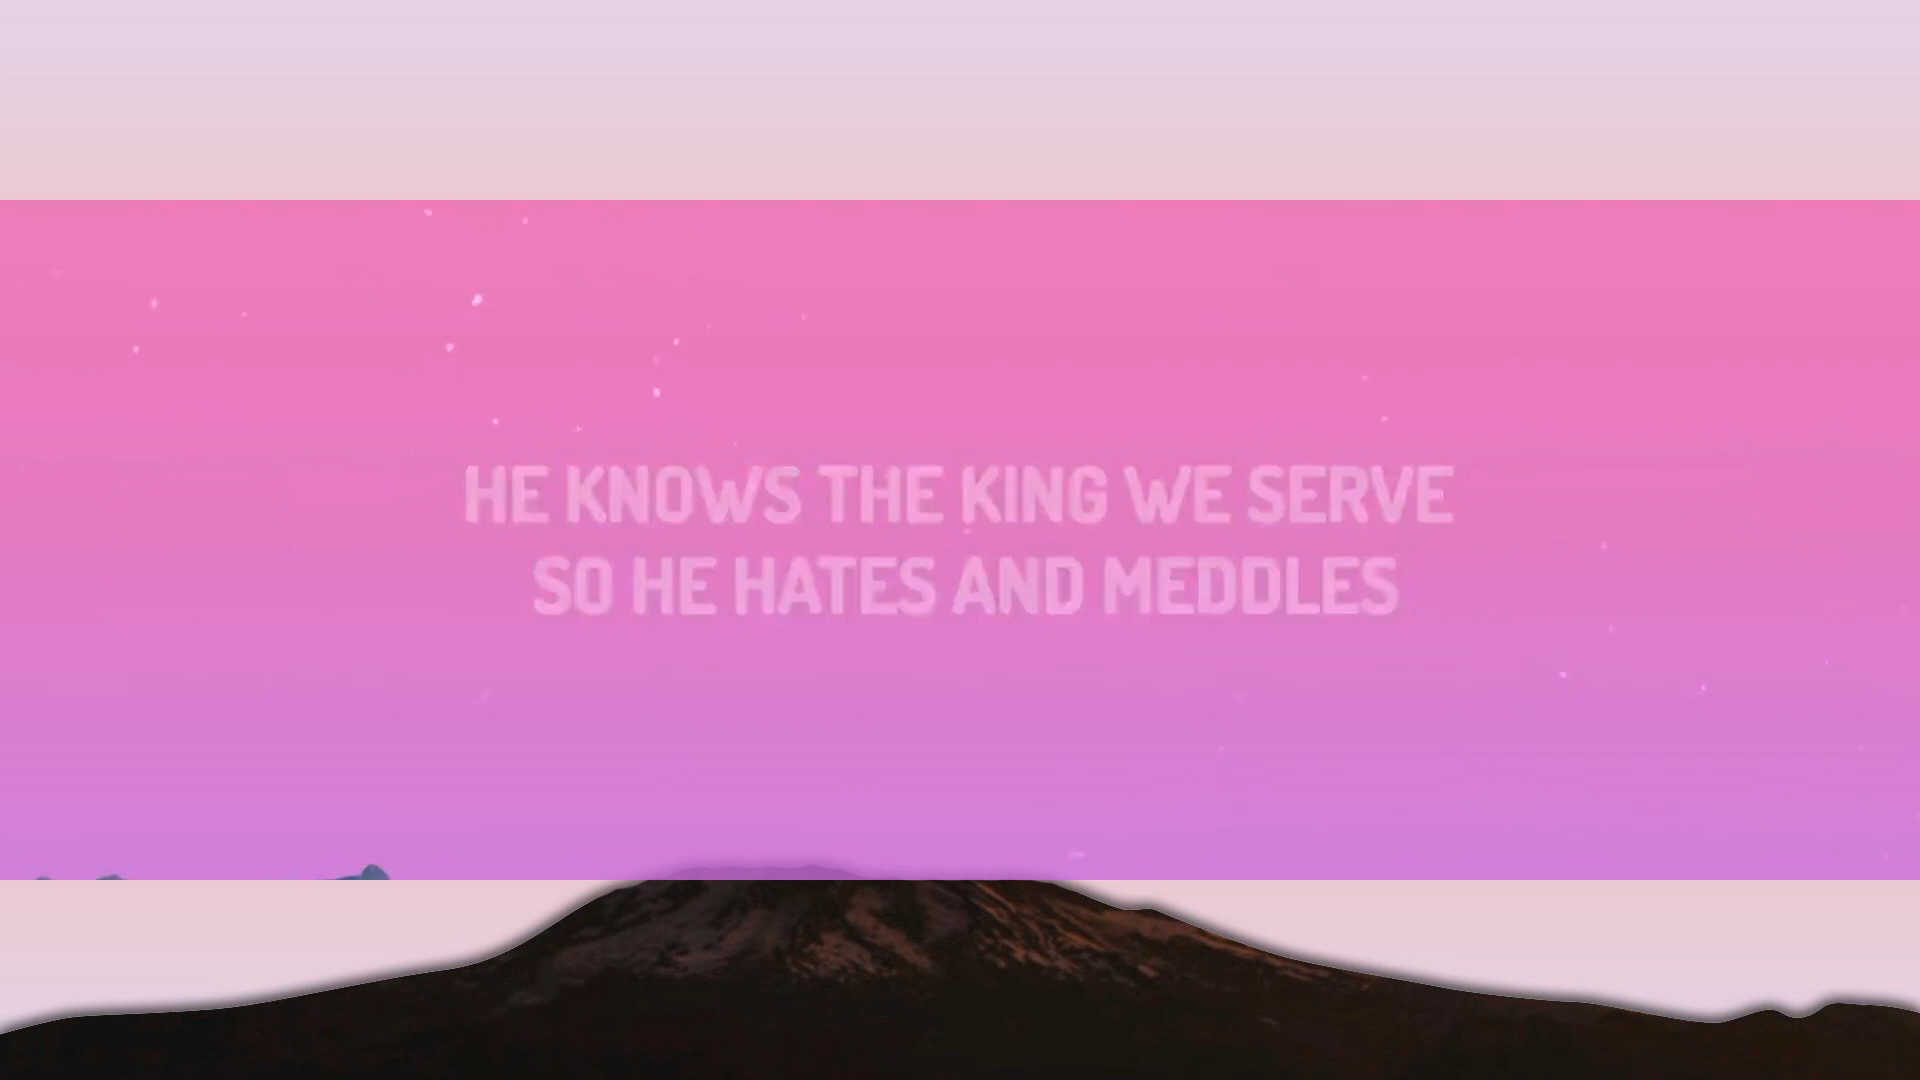 HE KNOWS THE KING WE SERVE
SO HE HATES AND MEDDLES